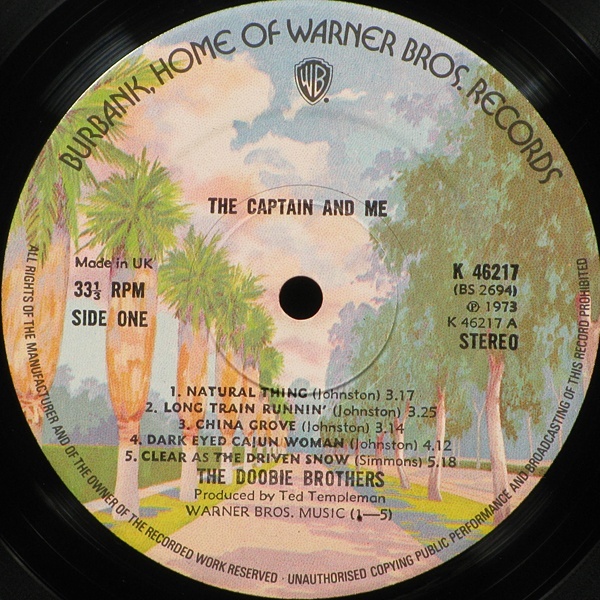 BURBANK, HOME OF WARNER BROS. RECORDS
WB
THE CAPTAIN AND ME
Made in UK
33⅓ RPM
SIDE ONE
K 46217
(BS 2694)
℗ 1973
K 46217 A
STEREO
1. NATURAL THING (Johnston) 3.17
2. LONG TRAIN RUNNIN' (Johnston) 3.25
3. CHINA GROVE (Johnston) 3.14
4. DARK EYED CAJUN WOMAN (Johnston) 4.12
5. CLEAR AS THE DRIVEN SNOW (Simmons) 5.18
THE DOOBIE BROTHERS
Produced by Ted Templeman
WARNER BROS. MUSIC (1—5)
ALL RIGHTS OF THE MANUFACTURER AND OF THE OWNER OF THE RECORDED WORK RESERVED · UNAUTHORISED COPYING PUBLIC PERFORMANCE AND BROADCASTING OF THIS RECORD PROHIBITED